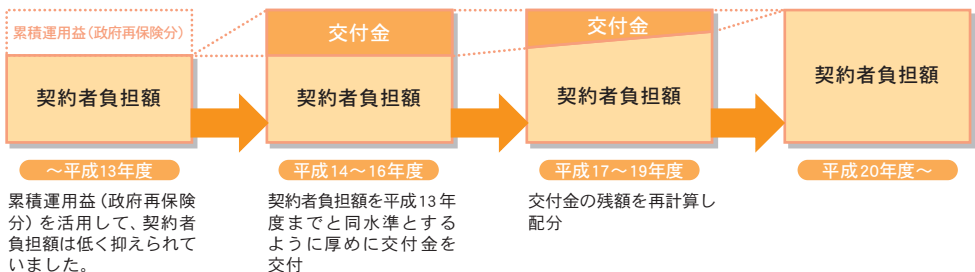 累積運用益（政府再保険分）
契約者負担額
～平成13年度
累積運用益（政府再保険
分）を活用して、契約者
負担額は低く抑えられて
いました。
交付金
契約者負担額
平成14～16年度
契約者負担額を平成13年
度までと同水準とする
ように厚めに交付金を
交付
交付金
契約者負担額
平成17～19年度
交付金の残額を再計算し
配分
契約者負担額
平成20年度～